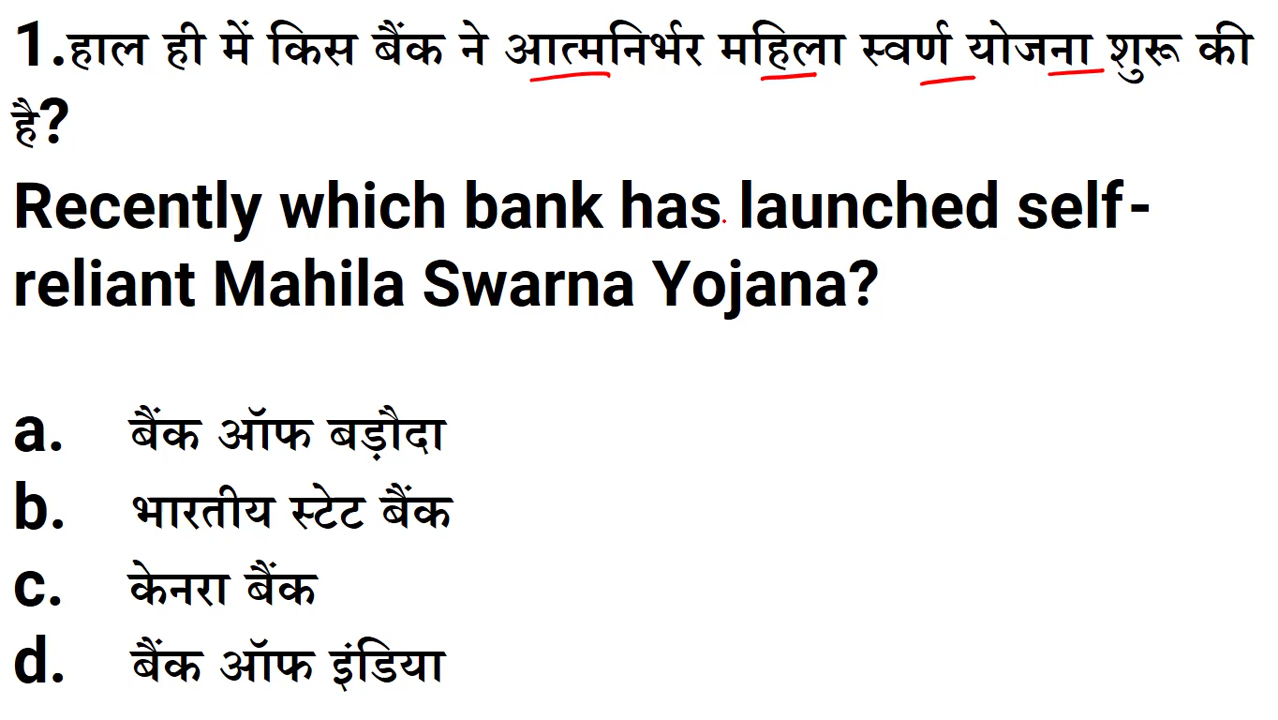 1.हाल ही में किस बैंक ने आत्मनिर्भर महिला स्वर्ण योजना शुरू की
है?
Recently which bank has launched self-
reliant Mahila Swarna Yojana?
a. बैंक ऑफ बड़ौदा
b. भारतीय स्टेट बैंक
c. केनरा बैंक
d. बैंक ऑफ इंडिया